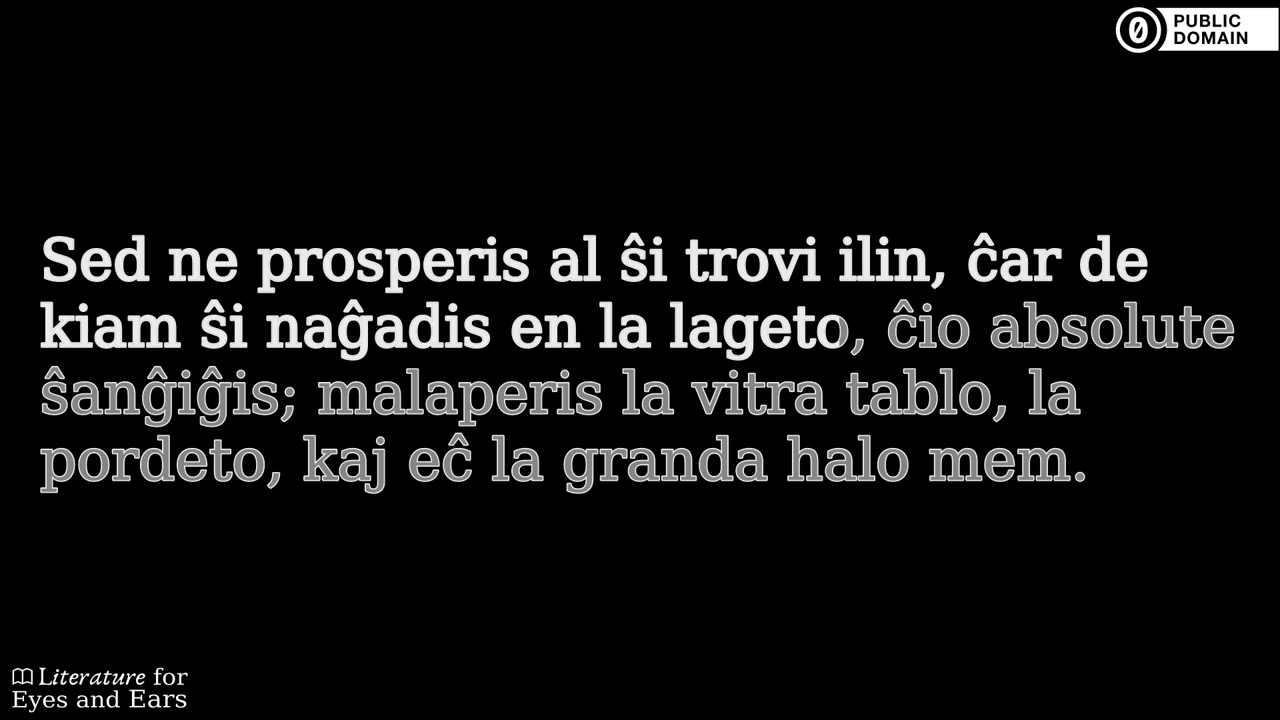 PUBLIC
DOMAIN
Sed ne prosperis al ŝi trovi ilin, ĉar de
kiam ŝi naĝadis en la lageto, ĉio absolute
ŝanĝiĝis; malaperis la vitra tablo, la
pordeto, kaj eĉ la granda halo mem.
Literature for
Eyes and Ears